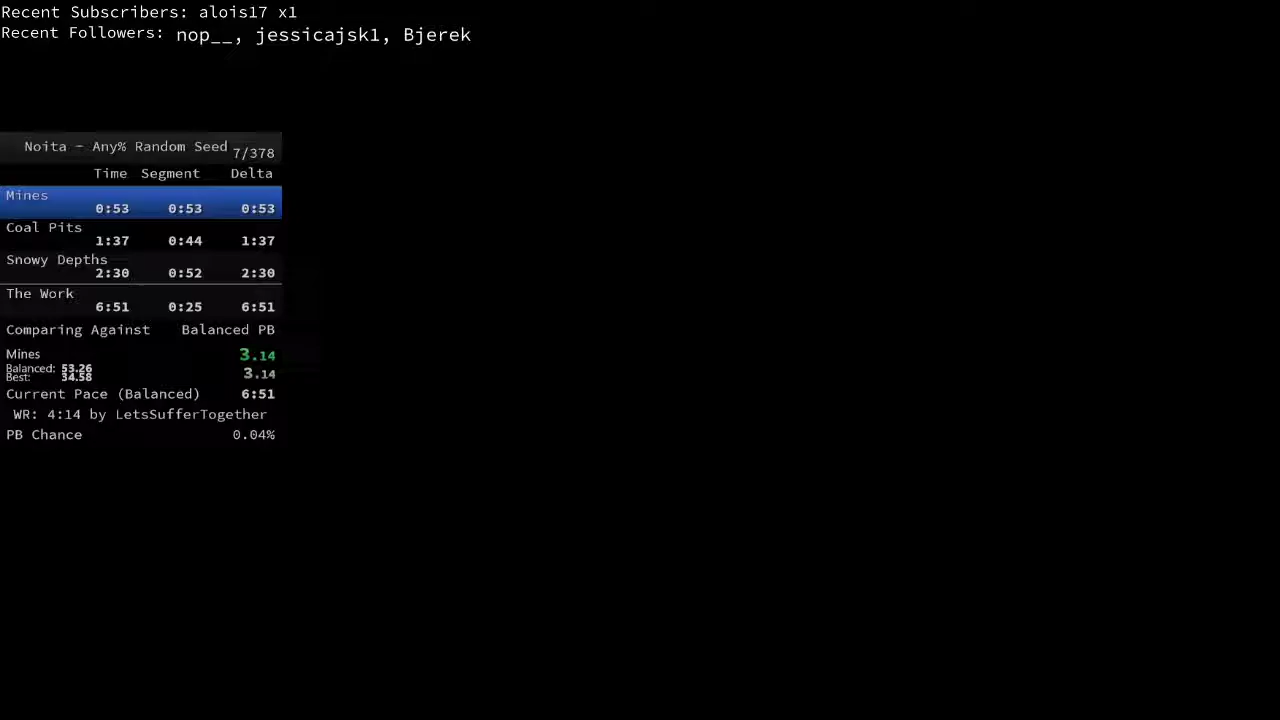 Recent Subscribers: alois17 x1
Recent Followers: nop__, jessicajsk1, Bjerek
Noita - Any% Random Seed 7/378
Time Segment Delta
Mines
0:53 0:53 0:53
Coal Pits
1:37 0:44 1:37
Snowy Depths
2:30 0:52 2:30
The Work
6:51 0:25 6:51
Comparing Against Balanced PB
Mines 3.14
Balanced: 53.26
Best: 34.58 3.14
Current Pace (Balanced) 6:51
WR: 4:14 by LetsSufferTogether
PB Chance 0.04%